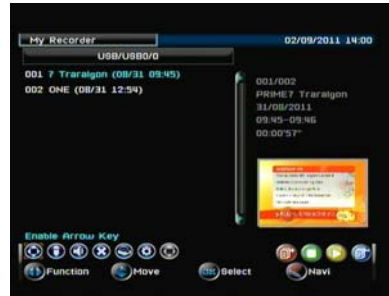 My Recorder
02/09/2011 14:00
USB/USB0/0
001 7 Traralgon (08/31 09:45)
002 ONE (08/31 12:54)
001/002
PRIME7 Traralgon
31/08/2011
09:45-09:46
00:00'57"
Enable Arrow Key
Function
Move
OK
Select
Navi